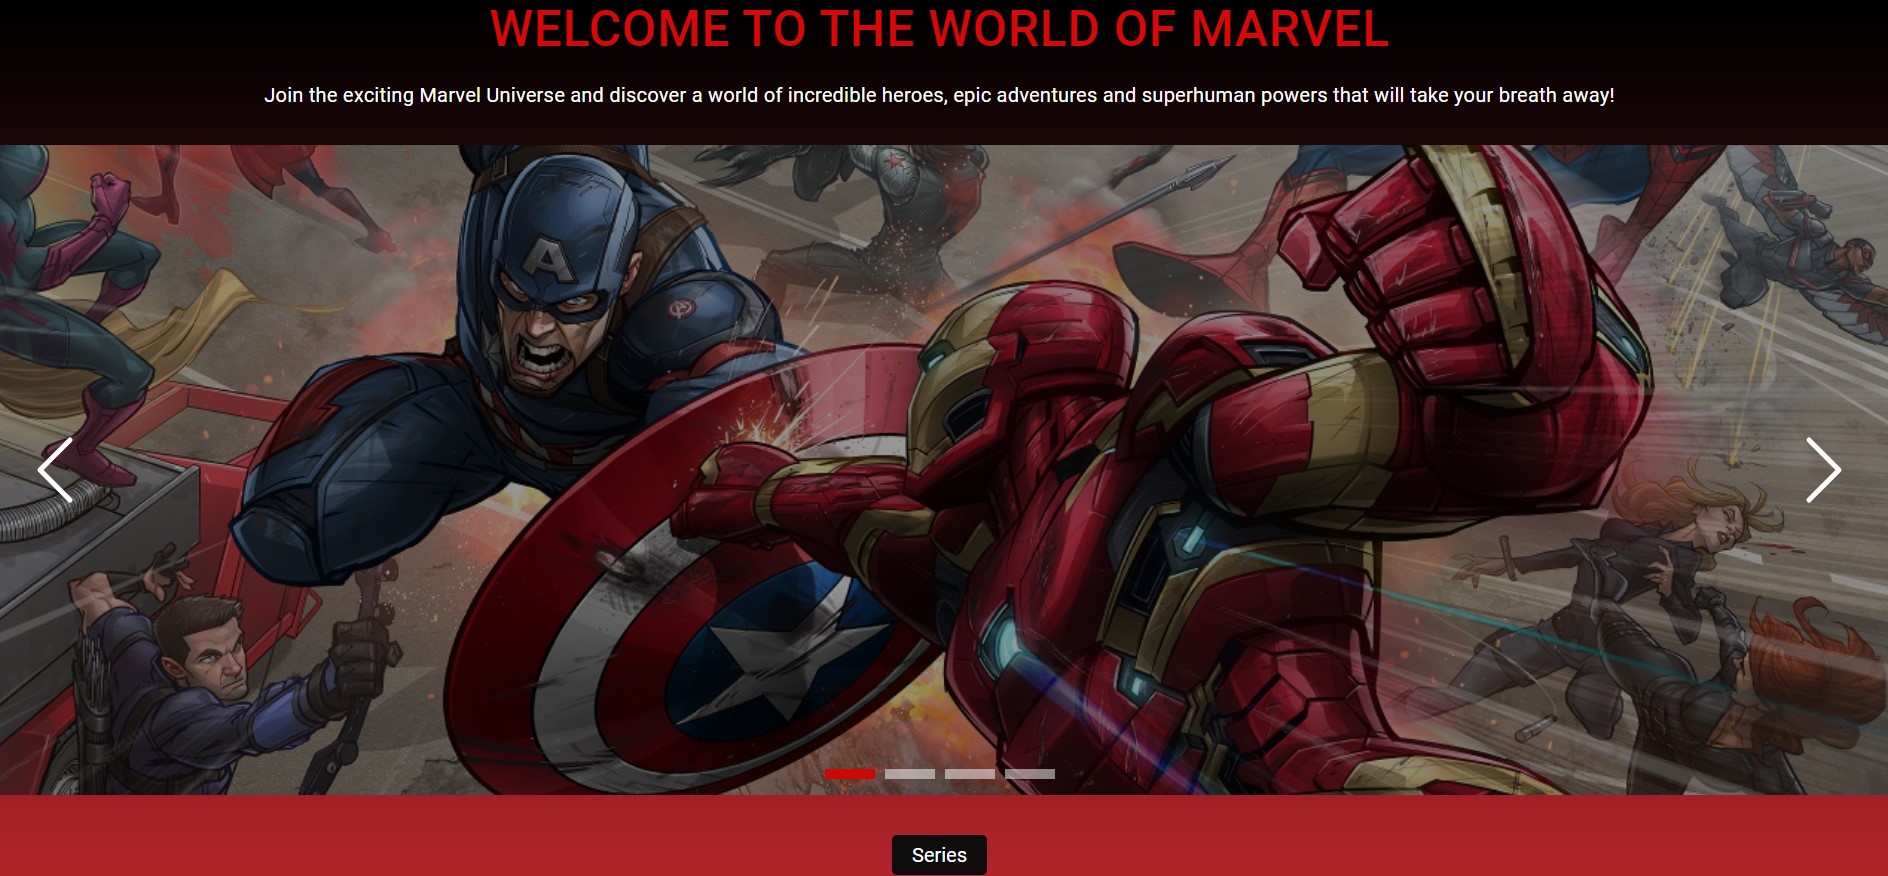 WELCOME TO THE WORLD OF MARVEL
Join the exciting Marvel Universe and discover a world of incredible heroes, epic adventures and superhuman powers that will take your breath away!
A
Series